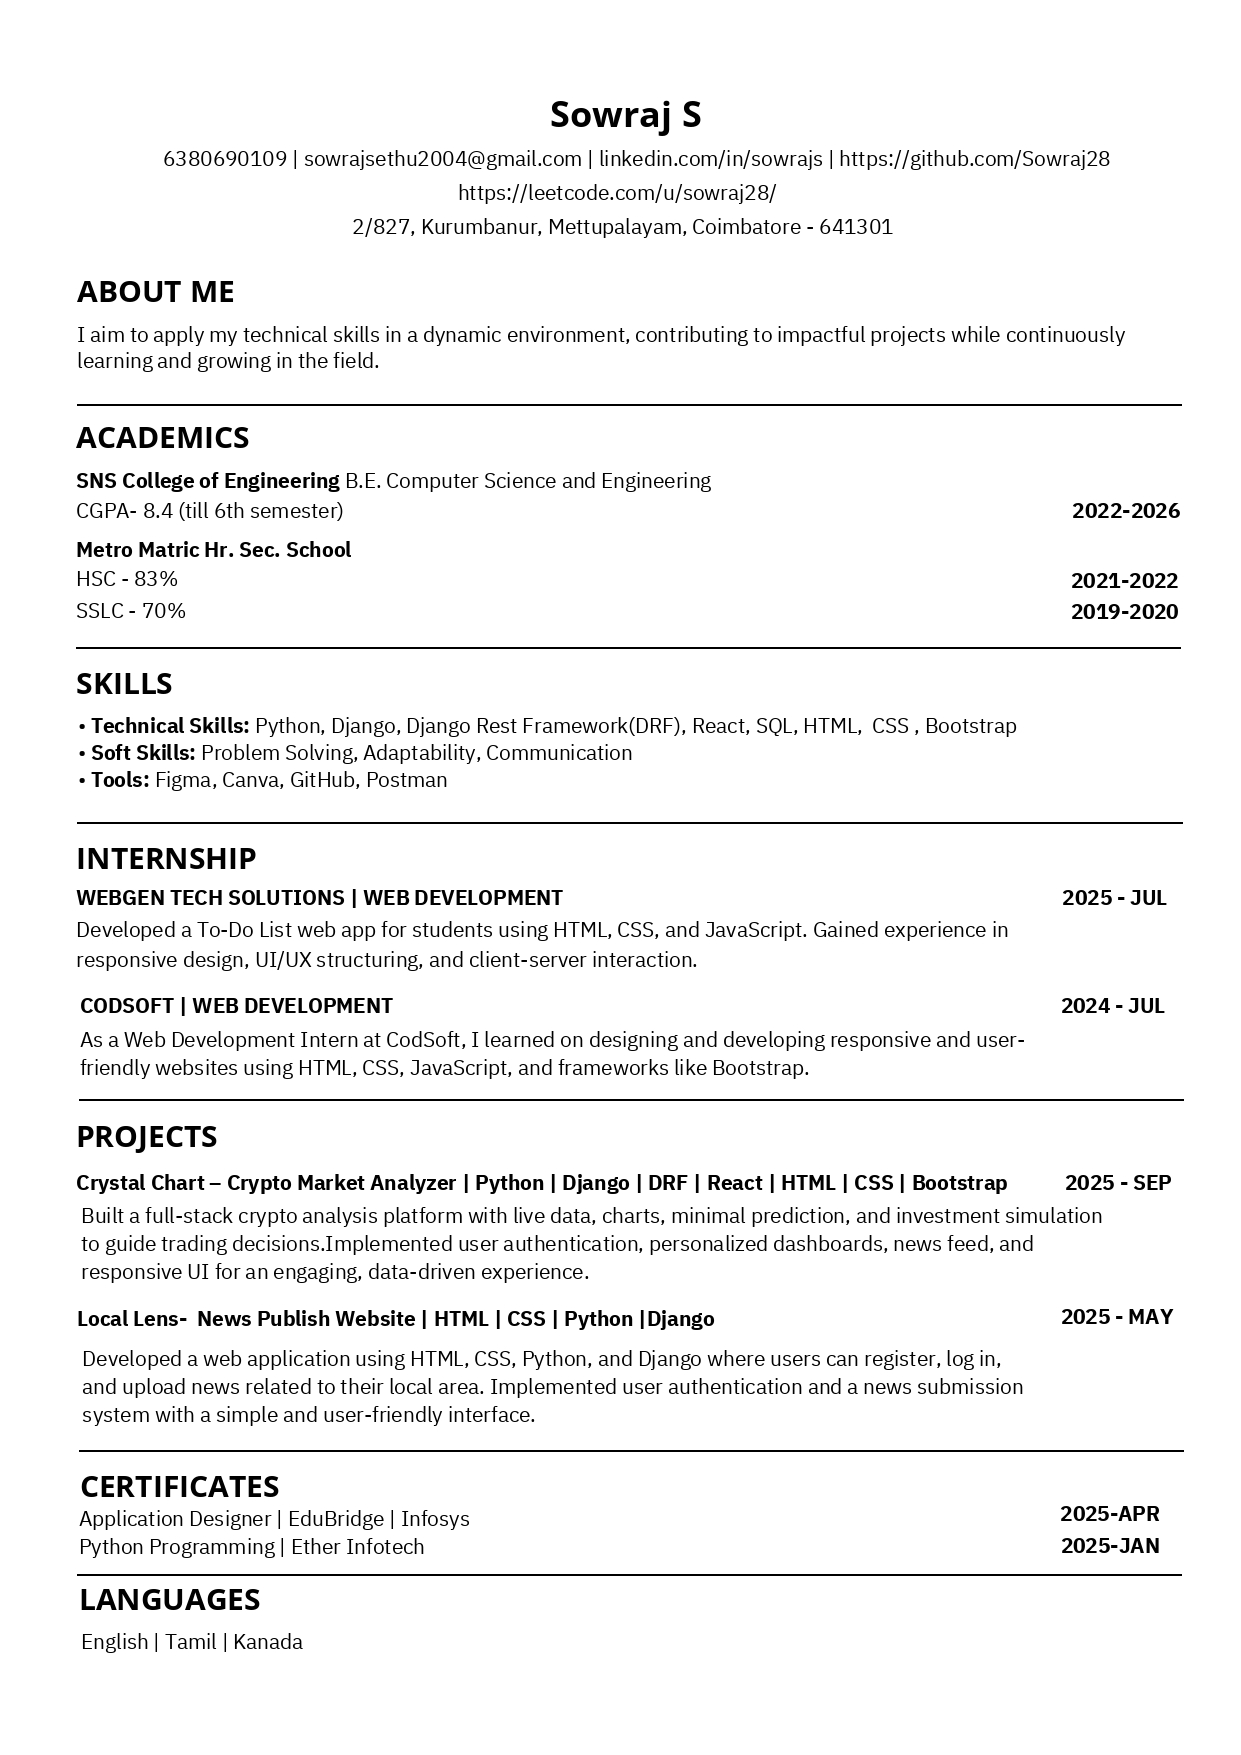 Sowraj S
6380690109 | sowrajsethu2004@gmail.com | linkedin.com/in/sowrajs | https://github.com/Sowraj28
https://leetcode.com/u/sowraj28/
2/827, Kurumbanur, Mettupalayam, Coimbatore - 641301
ABOUT ME
I aim to apply my technical skills in a dynamic environment, contributing to impactful projects while continuously
learning and growing in the field.
ACADEMICS
SNS College of Engineering B.E. Computer Science and Engineering
CGPA- 8.4 (till 6th semester) 2022-2026
Metro Matric Hr. Sec. School
HSC - 83% 2021-2022
SSLC - 70% 2019-2020
SKILLS
• Technical Skills: Python, Django, Django Rest Framework(DRF), React, SQL, HTML,  CSS , Bootstrap
• Soft Skills: Problem Solving, Adaptability, Communication
• Tools: Figma, Canva, GitHub, Postman
INTERNSHIP
WEBGEN TECH SOLUTIONS | WEB DEVELOPMENT 2025 - JUL
Developed a To-Do List web app for students using HTML, CSS, and JavaScript. Gained experience in
responsive design, UI/UX structuring, and client-server interaction.
CODSOFT | WEB DEVELOPMENT 2024 - JUL
As a Web Development Intern at CodSoft, I learned on designing and developing responsive and user-
friendly websites using HTML, CSS, JavaScript, and frameworks like Bootstrap.
PROJECTS
Crystal Chart – Crypto Market Analyzer | Python | Django | DRF | React | HTML | CSS | Bootstrap 2025 - SEP
Built a full-stack crypto analysis platform with live data, charts, minimal prediction, and investment simulation
to guide trading decisions.Implemented user authentication, personalized dashboards, news feed, and
responsive UI for an engaging, data-driven experience.
Local Lens-  News Publish Website | HTML | CSS | Python |Django 2025 - MAY
Developed a web application using HTML, CSS, Python, and Django where users can register, log in,
and upload news related to their local area. Implemented user authentication and a news submission
system with a simple and user-friendly interface.
CERTIFICATES
Application Designer | EduBridge | Infosys 2025-APR
Python Programming | Ether Infotech 2025-JAN
LANGUAGES
English | Tamil | Kanada